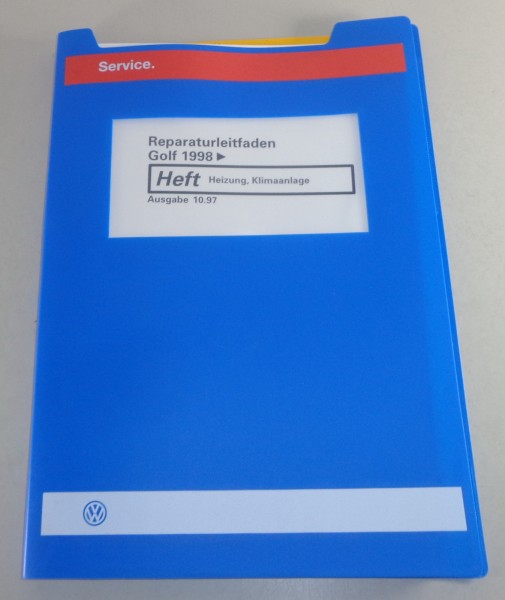 Service.
Reparaturleitfaden
Golf 1998 ►
Heft Heizung, Klimaanlage
Ausgabe 10.97